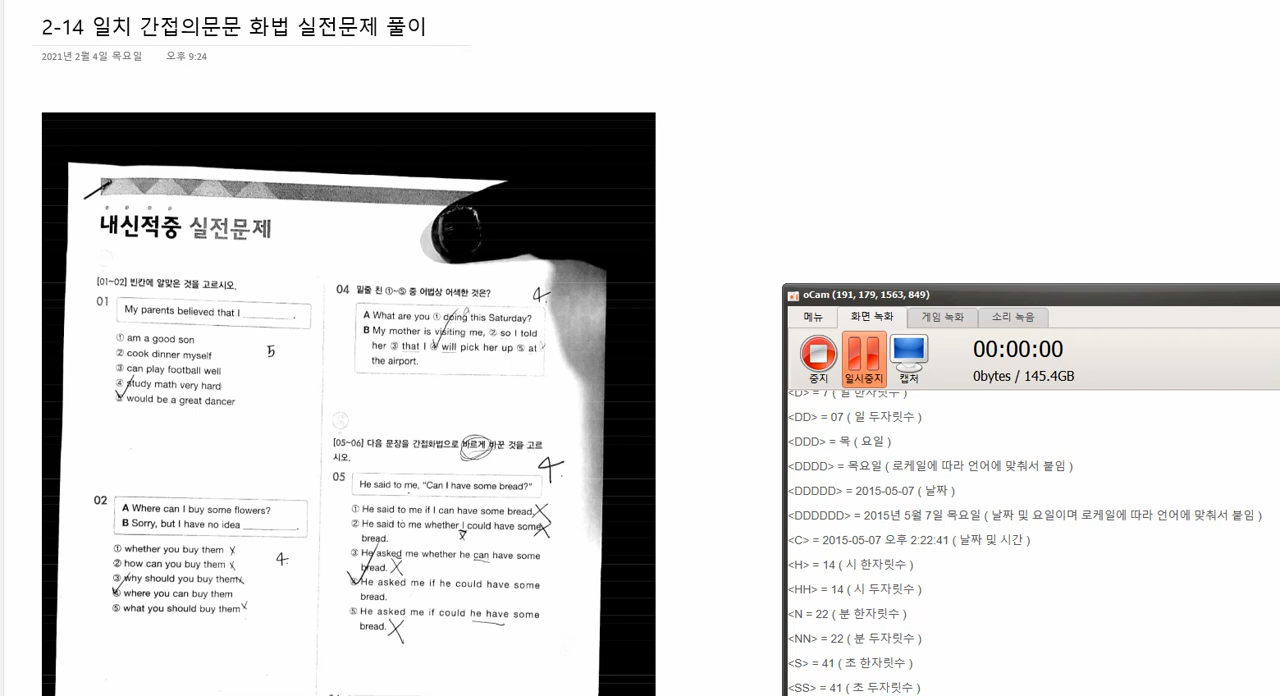 2-14 일치 간접의문문 화법 실전문제 풀이
2021년 2월 4일 목요일 오후 9:24
내신적중 실전문제
[01~02] 빈칸에 알맞은 것을 고르시오.
01
My parents believed that I ____________.
① am a good son
② cook dinner myself
③ can play football well
④ study math very hard
⑤ would be a great dancer
5
02
A Where can I buy some flowers?
B Sorry, but I have no idea ____________.
① whether you buy them X
② how can you buy them X
③ why should you buy them X
④ where you can buy them
⑤ what you should buy them X
4.
04 밑줄 친 ①~⑤ 중 어법상 어색한 것은?
4.
A What are you ① doing this Saturday?
B My mother is visiting me, ② so I told
her ③ that I ④ will pick her up ⑤ at
the airport.
[05~06] 다음 문장을 간접화법으로 바르게 바꾼 것을 고르
시오.
4
05
He said to me, "Can I have some bread?"
① He said to me if I can have some bread. X
② He said to me whether I could have some X
bread.
③ He asked me whether he can have some
bread. X
④ He asked me if he could have some
bread.
⑤ He asked me if could he have some
bread. X
oCam (191, 179, 1563, 849)
메뉴 화면 녹화 게임 녹화 소리 녹음
중지 일시중지 캡처
00:00:00
0bytes / 145.4GB
<D> = 7 ( 일 한자릿수 )
<DD> = 07 ( 일 두자릿수 )
<DDD> = 목 ( 요일 )
<DDDD> = 목요일 ( 로케일에 따라 언어에 맞춰서 붙임 )
<DDDDD> = 2015-05-07 ( 날짜 )
<DDDDDD> = 2015년 5월 7일 목요일 ( 날짜 및 요일이며 로케일에 따라 언어에 맞춰서 붙임 )
<C> = 2015-05-07 오후 2:22:41 ( 날짜 및 시간 )
<H> = 14 ( 시 한자릿수 )
<HH> = 14 ( 시 두자릿수 )
<N = 22 ( 분 한자릿수 )
<NN> = 22 ( 분 두자릿수 )
<S> = 41 ( 초 한자릿수 )
<SS> = 41 ( 초 두자릿수 )